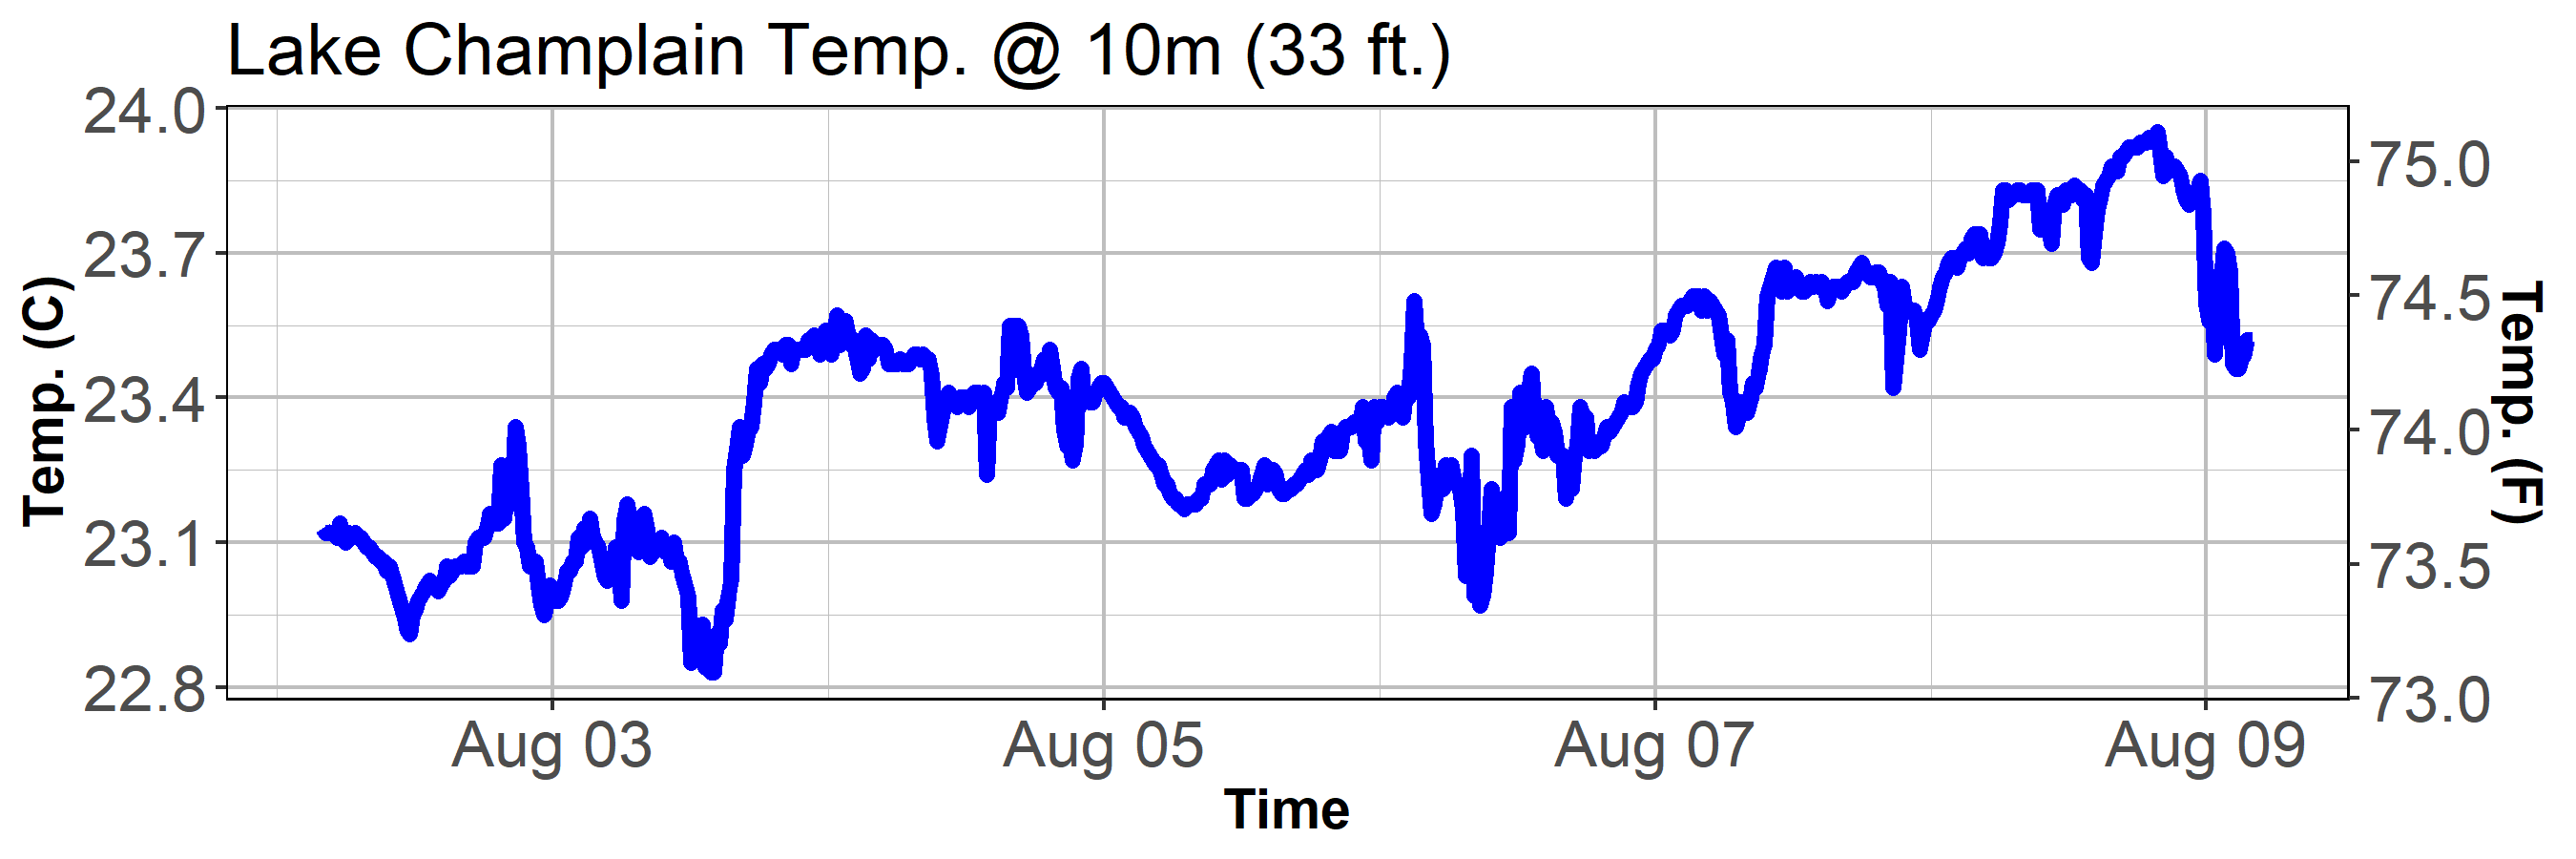 Lake Champlain Temp. @ 10m (33 ft.)
24.0
23.7
23.4
23.1
22.8
Temp. (C)
75.0
74.5
74.0
73.5
73.0
Temp. (F)
Aug 03 Aug 05 Aug 07 Aug 09
Time